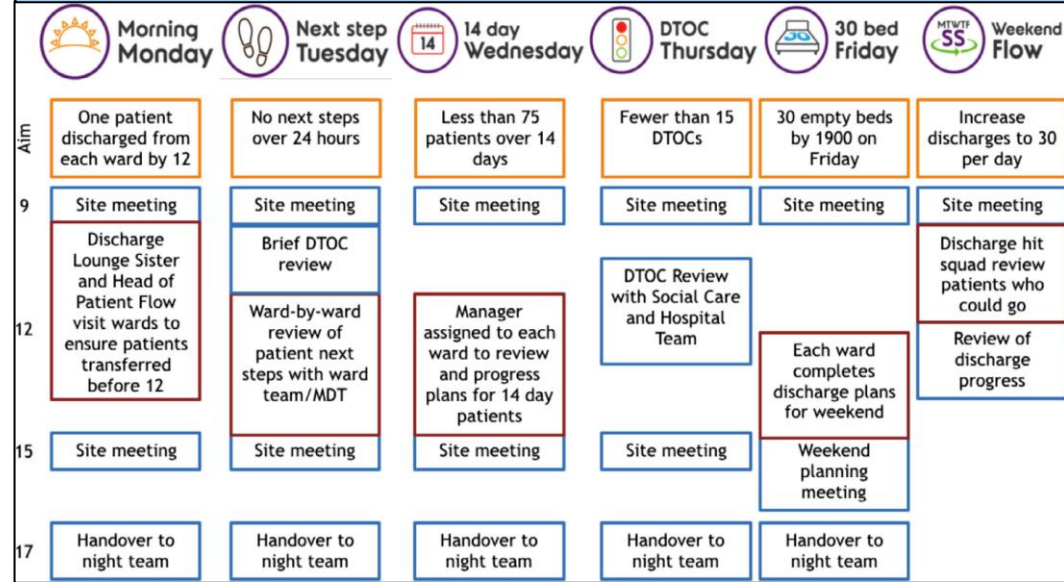 Morning
Monday
Next step
Tuesday
14
14 day
Wednesday
DTOC
Thursday
30
30 bed
Friday
MTWTF
SS
Weekend
Flow
Aim
One patient
discharged from
each ward by 12
No next steps
over 24 hours
Less than 75
patients over 14
days
Fewer than 15
DTOCs
30 empty beds
by 1900 on
Friday
Increase
discharges to 30
per day
9
Site meeting
Site meeting
Site meeting
Site meeting
Site meeting
Site meeting
Discharge
Lounge Sister
and Head of
Patient Flow
visit wards to
ensure patients
transferred
before 12
Brief DTOC
review
Discharge hit
squad review
patients who
could go
12
Ward-by-ward
review of
patient next
steps with ward
team/MDT
Manager
assigned to each
ward to review
and progress
plans for 14 day
patients
DTOC Review
with Social Care
and Hospital
Team
Each ward
completes
discharge plans
for weekend
Review of
discharge
progress
15
Site meeting
Site meeting
Site meeting
Site meeting
Weekend
planning
meeting
17
Handover to
night team
Handover to
night team
Handover to
night team
Handover to
night team
Handover to
night team